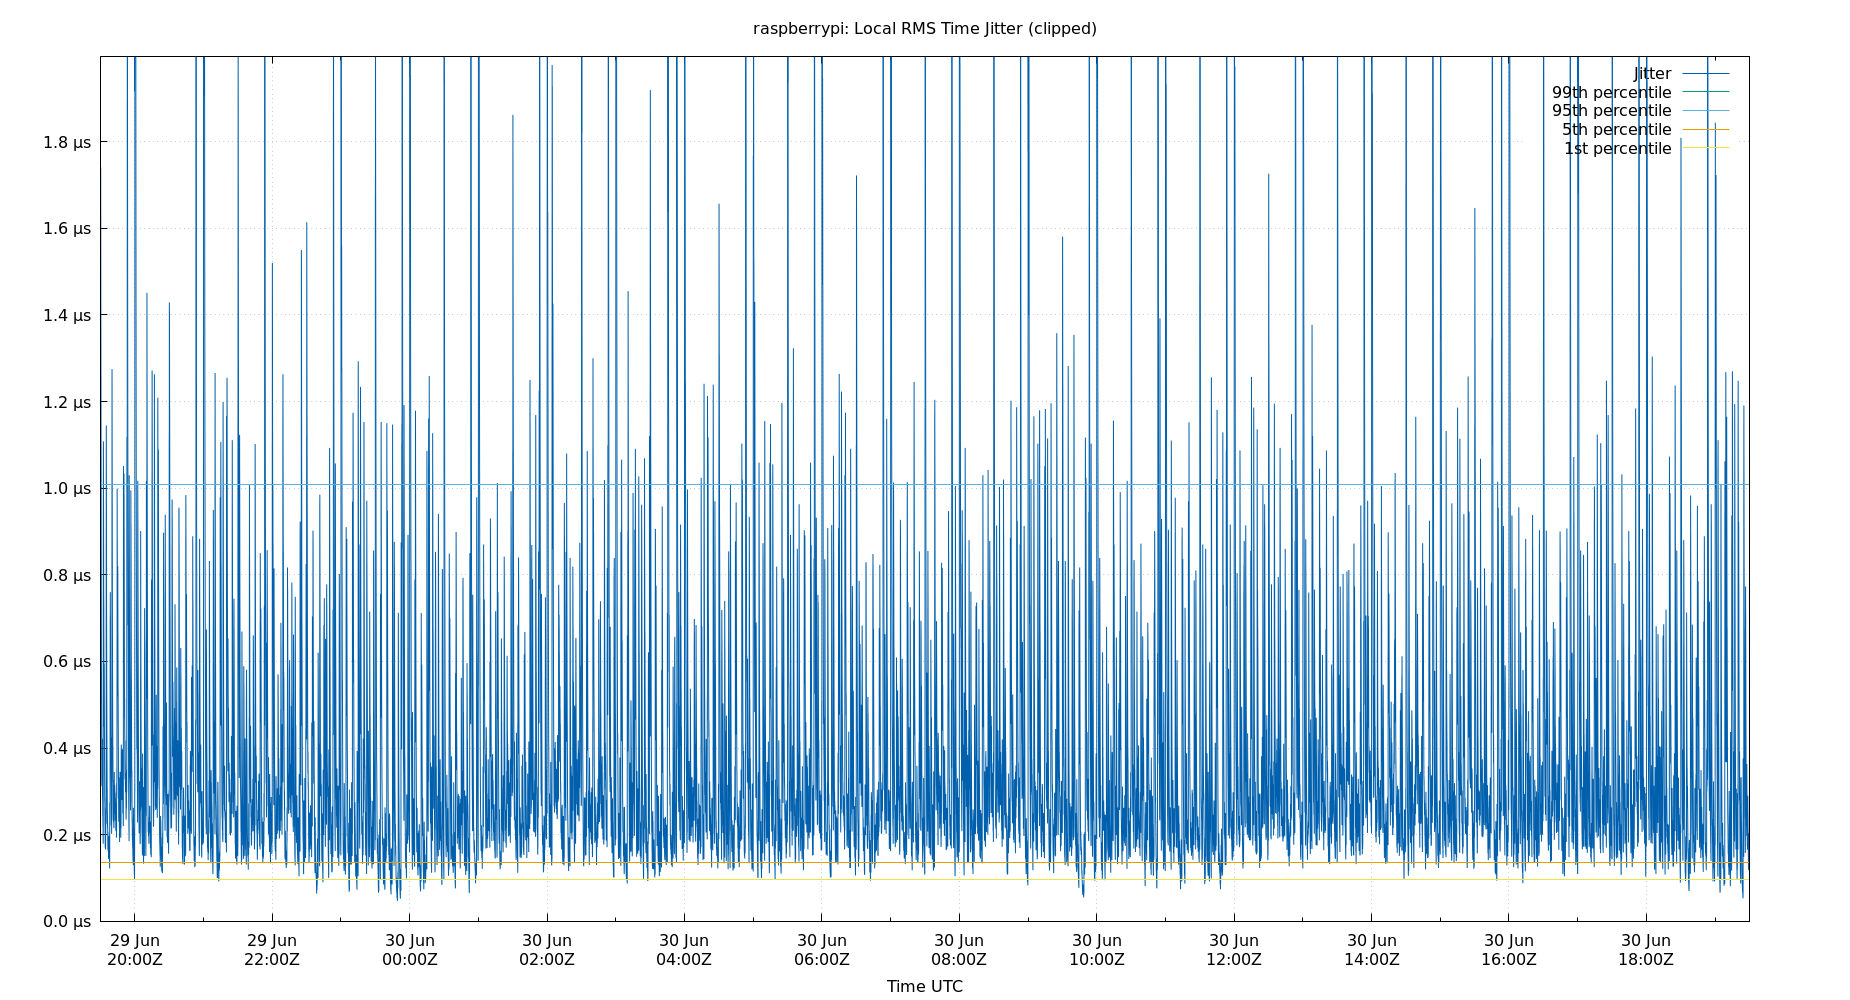 raspberrypi: Local RMS Time Jitter (clipped)
Jitter
99th percentile
95th percentile
5th percentile
1st percentile
1.8 µs
1.6 µs
1.4 µs
1.2 µs
1.0 µs
0.8 µs
0.6 µs
0.4 µs
0.2 µs
0.0 µs
29 Jun 29 Jun 30 Jun 30 Jun 30 Jun 30 Jun 30 Jun 30 Jun 30 Jun 30 Jun 30 Jun 30 Jun
20:00Z 22:00Z 00:00Z 02:00Z 04:00Z 06:00Z 08:00Z 10:00Z 12:00Z 14:00Z 16:00Z 18:00Z
Time UTC